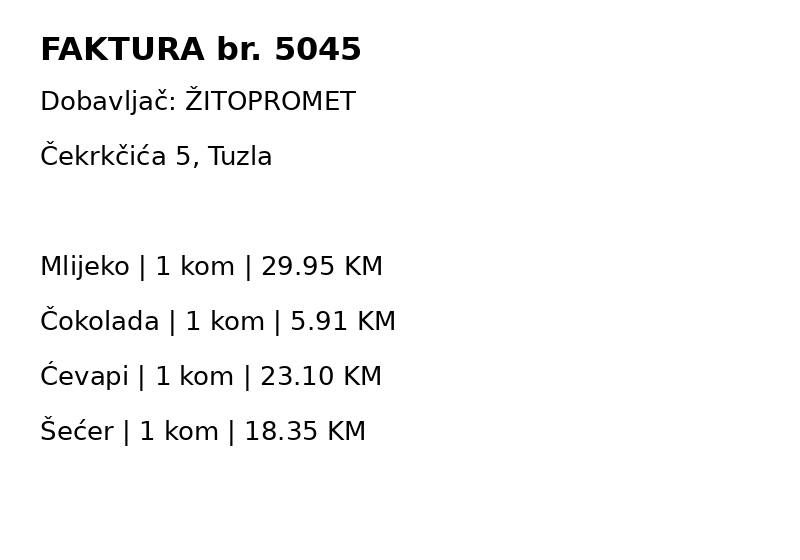 FAKTURA br. 5045
Dobavljač: ŽITOPROMET
Čekrkčića 5, Tuzla
Mlijeko | 1 kom | 29.95 KM
Čokolada | 1 kom | 5.91 KM
Ćevapi | 1 kom | 23.10 KM
Šećer | 1 kom | 18.35 KM